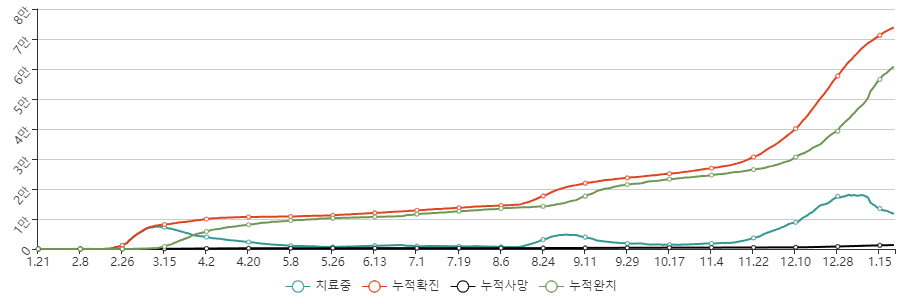 8만
7만
6만
5만
4만
3만
2만
1만
0
1.21 2.8 2.26 3.15 4.2 4.20 5.8 5.26 6.13 7.1 7.19 8.6 8.24 9.11 9.29 10.17 11.4 11.22 12.10 12.28 1.15
치료중 누적확진 누적사망 누적완치